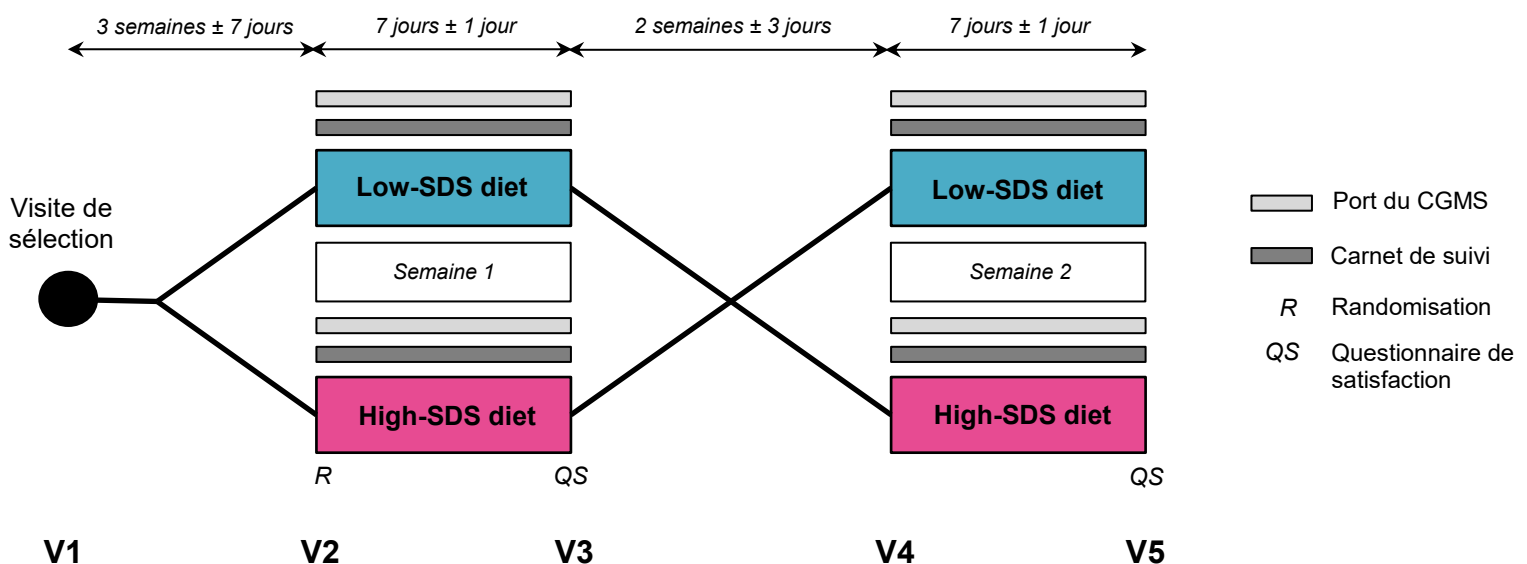 3 semaines ± 7 jours
7 jours ± 1 jour
2 semaines ± 3 jours
7 jours ± 1 jour
Visite de
sélection
Low-SDS diet
Semaine 1
High-SDS diet
Low-SDS diet
Semaine 2
High-SDS diet
Port du CGMS
Carnet de suivi
R Randomisation
QS Questionnaire de
satisfaction
R
QS
QS
V1
V2
V3
V4
V5